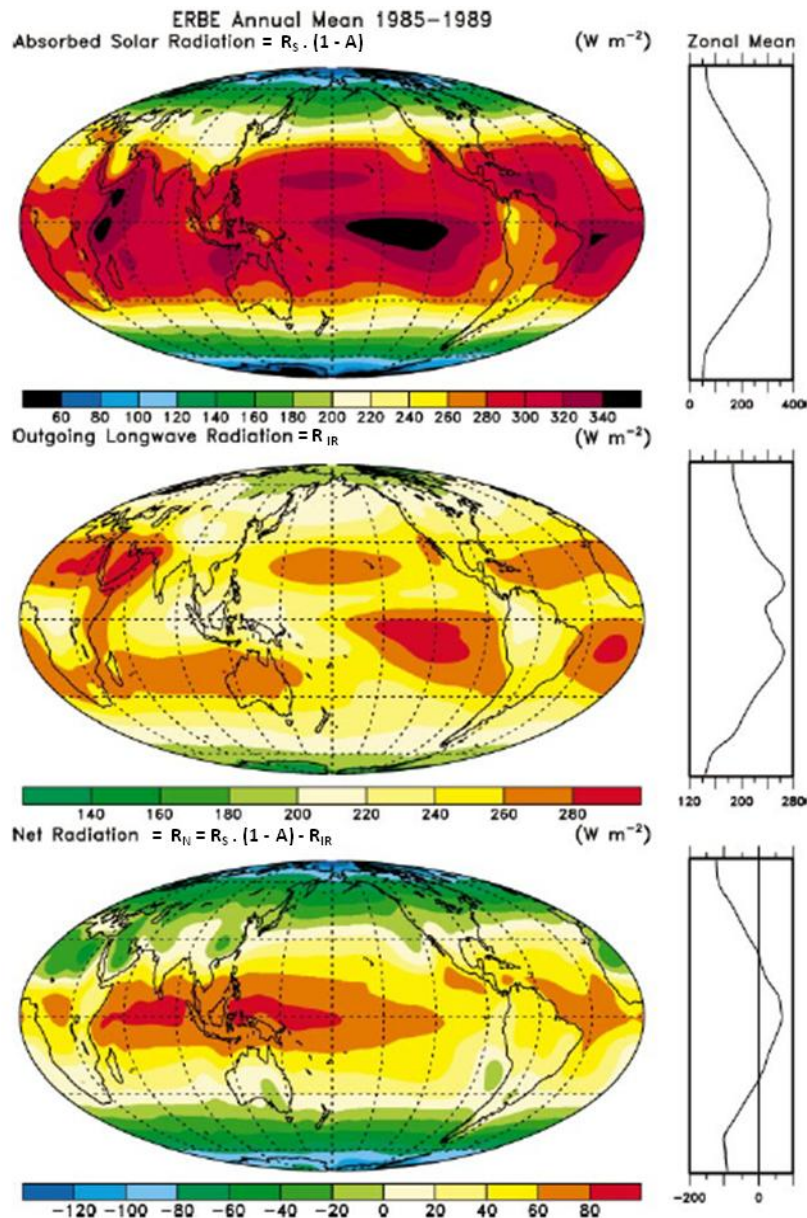 ERBE Annual Mean 1985-1989
Absorbed Solar Radiation = R_S . (1 - A) (W m⁻²) Zonal Mean
60 80 100 120 140 160 180 200 220 240 260 280 300 320 340
0 200 400
Outgoing Longwave Radiation = R_IR (W m⁻²)
140 160 180 200 220 240 260 280
120 200 280
Net Radiation = R_N = R_S . (1 - A) - R_IR (W m⁻²)
-120 -100 -80 -60 -40 -20 0 20 40 60 80
-200 0